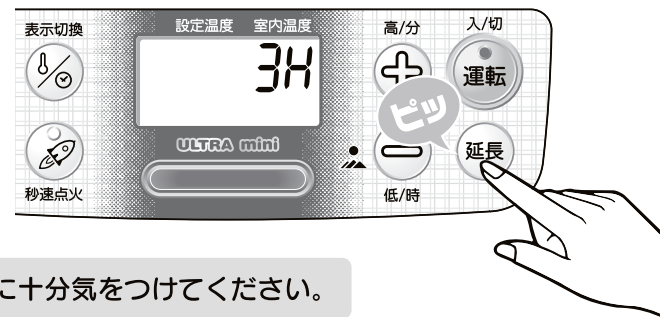 表示切換
設定温度 室内温度
高/分
入/切
3H
運転
ピッ
ULTRA mini
延長
秒速点火
低/時
に十分気をつけてください。